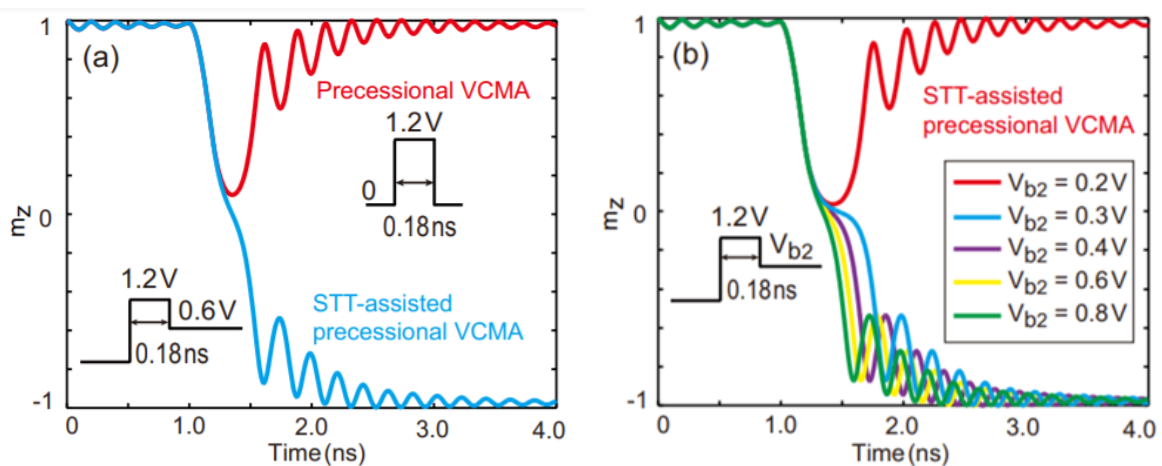 (a)
Precessional VCMA
1.2V
0
0.18ns
1.2V
0.6V
0.18ns
STT-assisted
precessional VCMA
1
0
-1
m_z
0
1.0
2.0
3.0
4.0
Time(ns)
(b)
STT-assisted
precessional VCMA
V_b2 = 0.2V
V_b2 = 0.3V
V_b2 = 0.4V
V_b2 = 0.6V
V_b2 = 0.8V
1.2V
V_b2
0.18ns
1
0
-1
m_z
0
1.0
2.0
3.0
4.0
Time(ns)